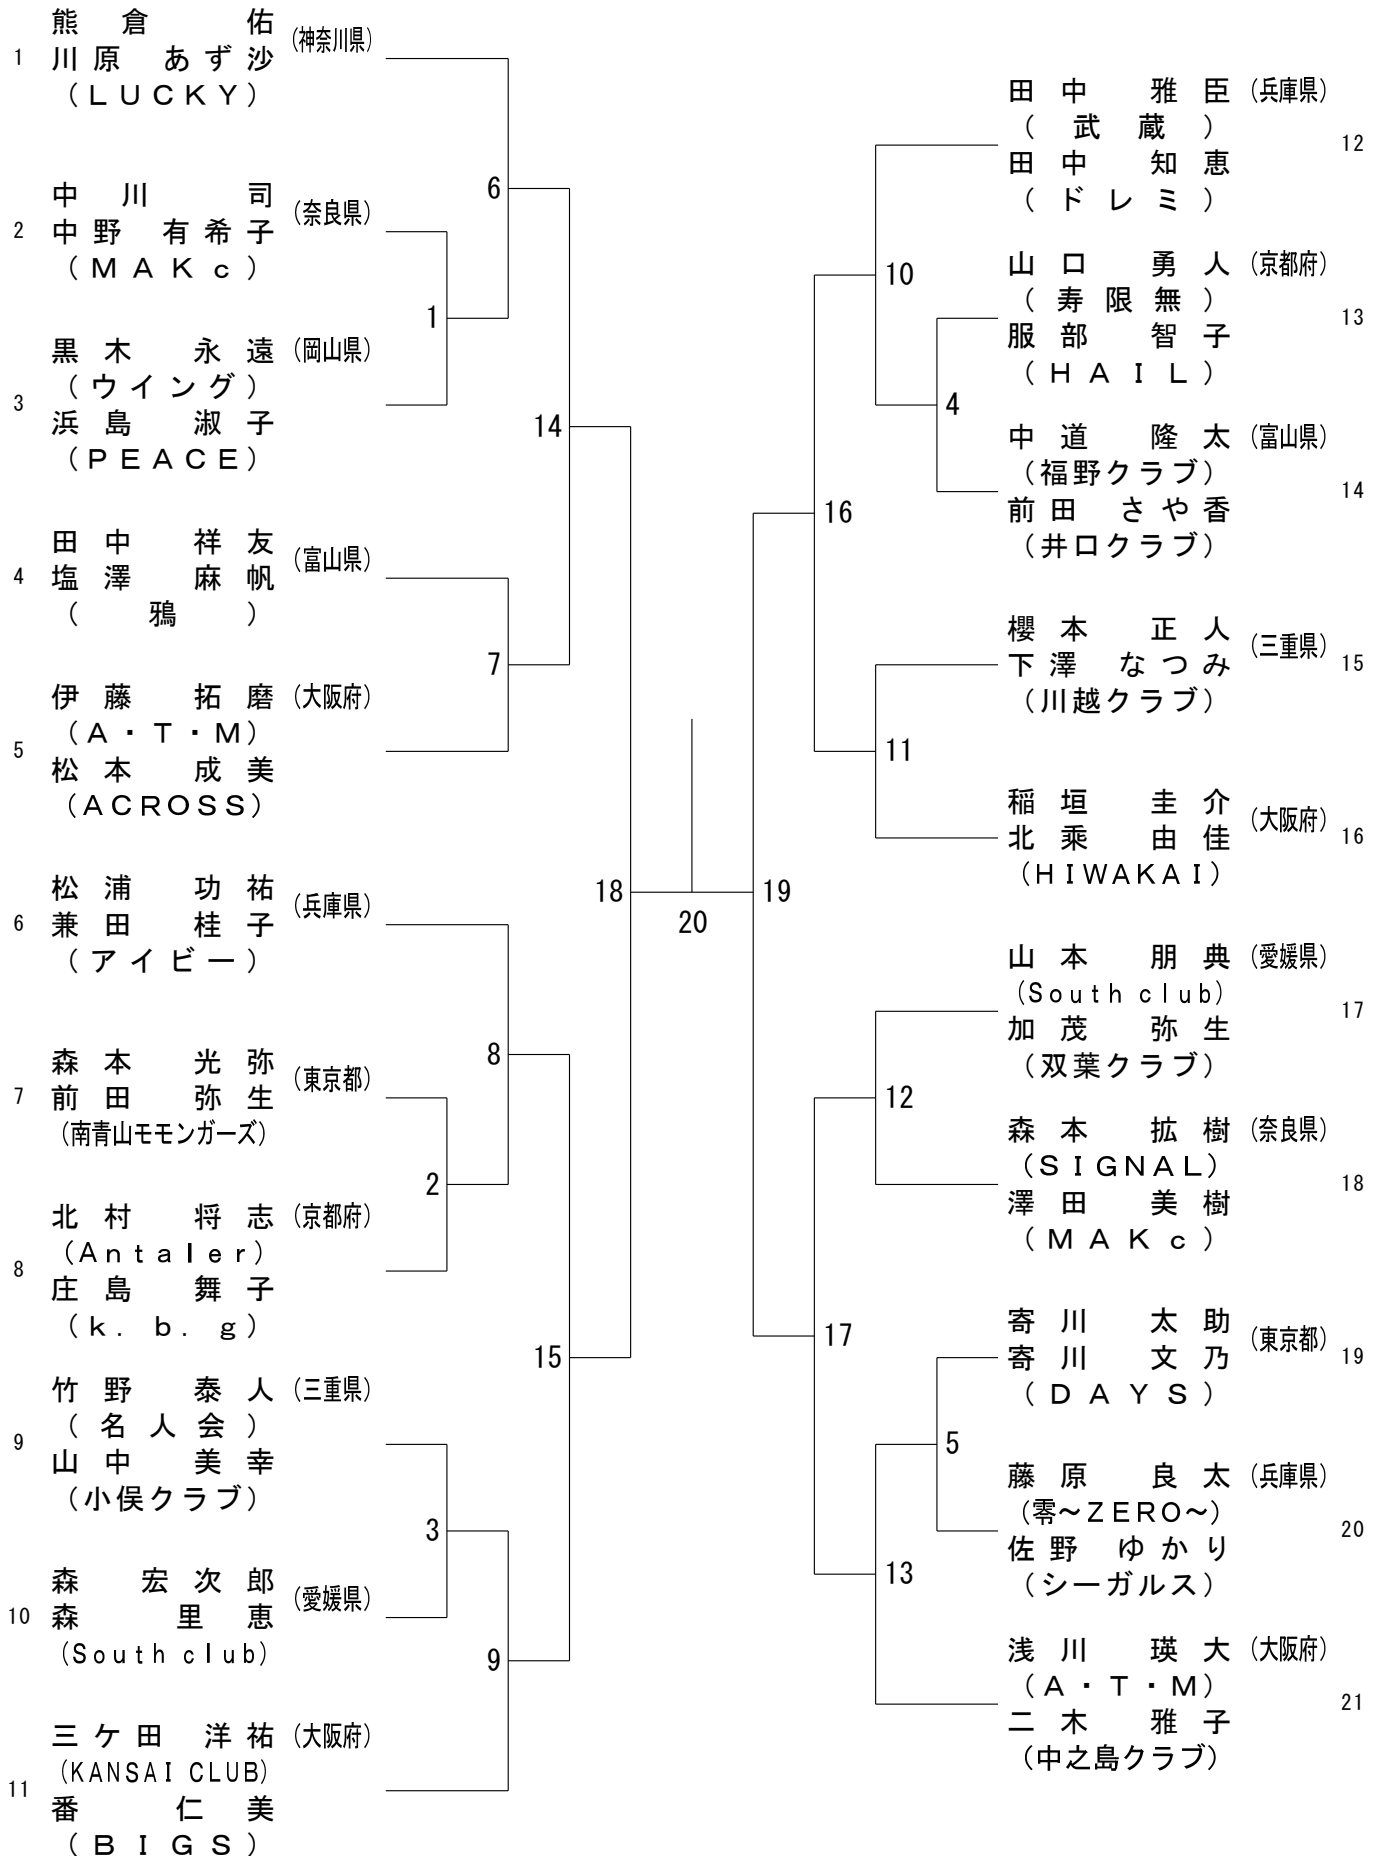 熊倉 佑 (神奈川県)
1 川原 あず沙
(LUCKY)
中川 司 (奈良県)
2 中野 有希子
(MAKc)
黒木 永遠 (岡山県)
(ウイング)
3
浜島 淑子
(PEACE)
田中 祥友 (富山県)
4 塩澤 麻帆
(鴉)
伊藤 拓磨 (大阪府)
(A・T・M)
5
松本 成美
(ACROSS)
松浦 功祐 (兵庫県)
6 兼田 桂子
(アイビー)
森本 光弥 (東京都)
7 前田 弥生
(南青山モモンガーズ)
北村 将志 (京都府)
(Antaler)
8
庄島 舞子
(k.b.g)
竹野 泰人 (三重県)
(名人会)
9
山中 美幸
(小俣クラブ)
森 宏次郎 (愛媛県)
10 森 里恵
(South club)
三ケ田 洋祐 (大阪府)
(KANSAI CLUB)
11
番 仁美
(BIGS)
6
1
14
7
18
8
2
15
3
9
20
19
10
4
16
11
12
17
5
13
田中 雅臣 (兵庫県)
(武蔵)
12
田中 知恵
(ドレミ)
山口 勇人 (京都府)
(寿限無)
13
服部 智子
(HAIL)
中道 隆太 (富山県)
(福野クラブ)
14
前田 さや香
(井口クラブ)
櫻本 正人 (三重県)
下澤 なつみ 15
(川越クラブ)
稲垣 圭介 (大阪府)
北乘 由佳 16
(HIWAKAI)
山本 朋典 (愛媛県)
(South club)
17
加茂 弥生
(双葉クラブ)
森本 拡樹 (奈良県)
(SIGNAL)
18
澤田 美樹
(MAKc)
寄川 太助 (東京都)
寄川 文乃 19
(DAYS)
藤原 良太 (兵庫県)
(零～ZERO～)
20
佐野 ゆかり
(シーガルス)
浅川 瑛大 (大阪府)
(A・T・M)
21
二木 雅子
(中之島クラブ)